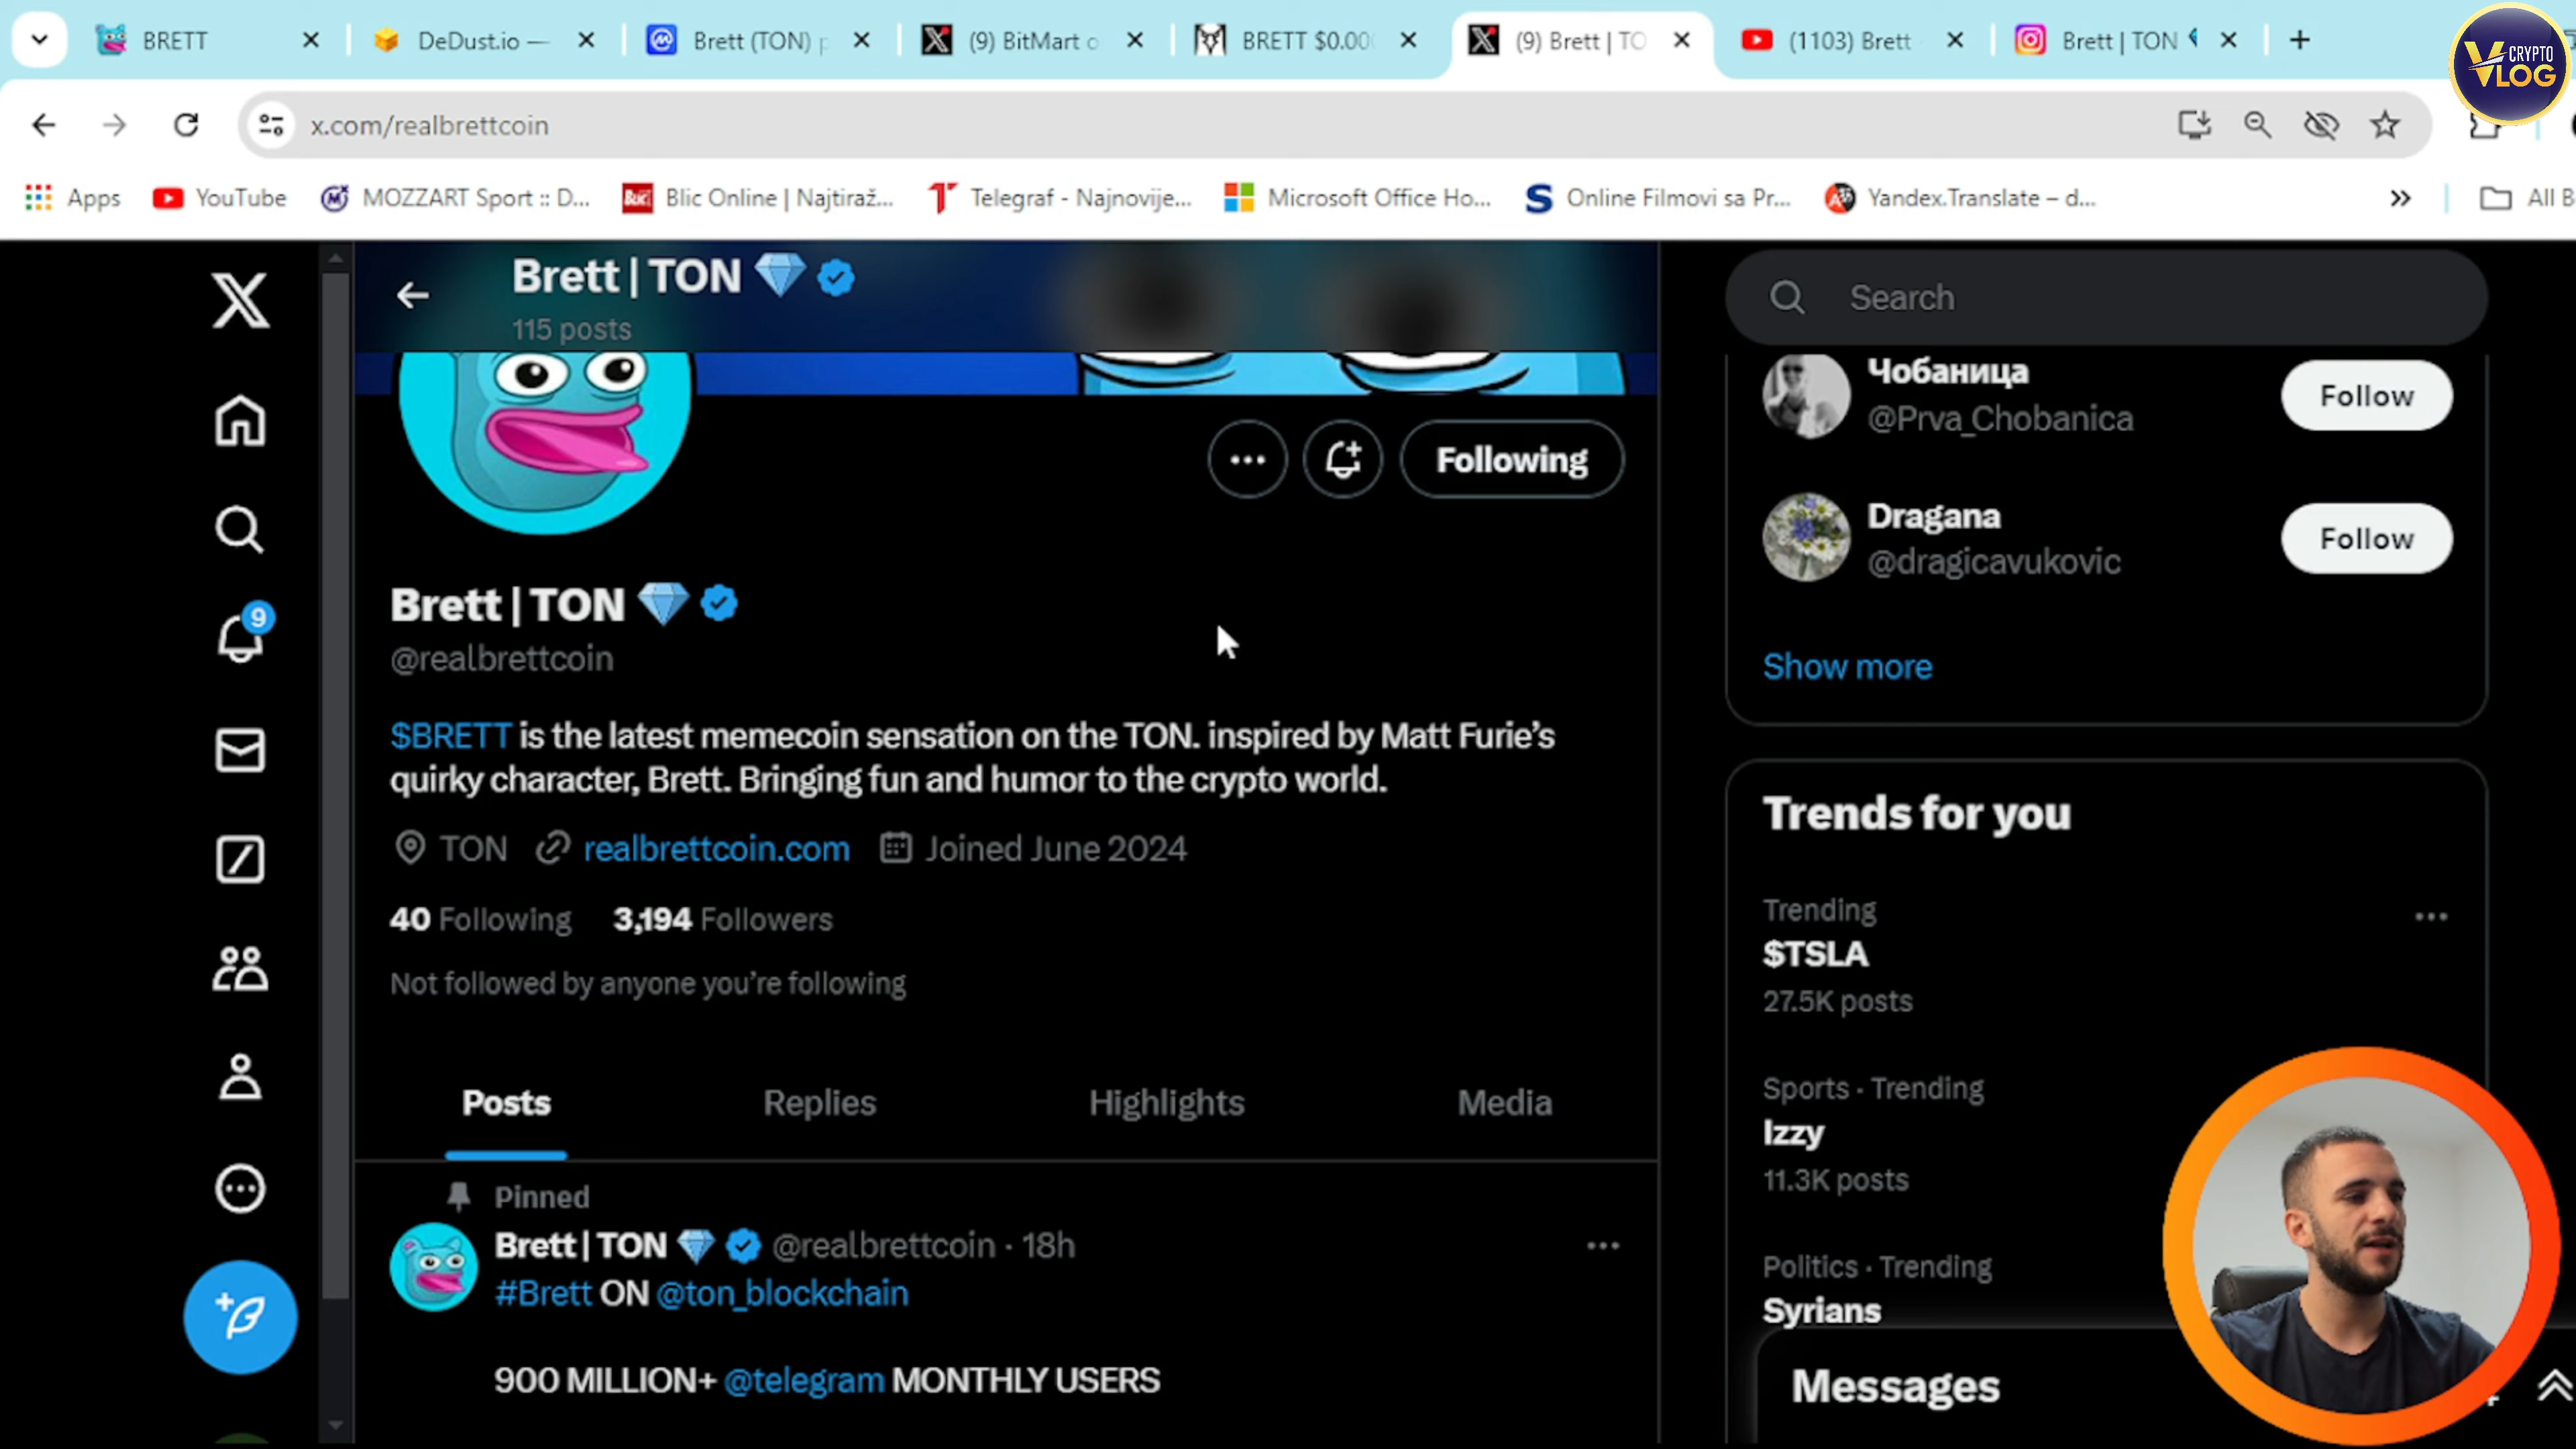 BRETT
DeDust.io —
Brett (TON) p
(9) BitMart o
BRETT $0.00
(9) Brett | TO
(1103) Brett
Brett | TON
CRYPTO
VLOG
x.com/realbrettcoin
Apps
YouTube
MOZZART Sport :: D...
Blic Online | Najtiraž...
Telegraf - Najnovije...
Microsoft Office Ho...
Online Filmovi sa Pr...
Yandex.Translate – d...
All B
Brett | TON
115 posts
Search
Чобаница
@Prva_Chobanica
Follow
Following
Dragana
@dragicavukovic
Follow
Show more
9
Brett | TON
@realbrettcoin
$BRETT is the latest memecoin sensation on the TON. inspired by Matt Furie's
quirky character, Brett. Bringing fun and humor to the crypto world.
TON realbrettcoin.com Joined June 2024
40 Following 3,194 Followers
Not followed by anyone you're following
Trends for you
Trending
$TSLA
27.5K posts
Sports · Trending
Izzy
11.3K posts
Politics · Trending
Syrians
Posts Replies Highlights Media
Pinned
Brett | TON @realbrettcoin · 18h
#Brett ON @ton_blockchain
900 MILLION+ @telegram MONTHLY USERS
Messages